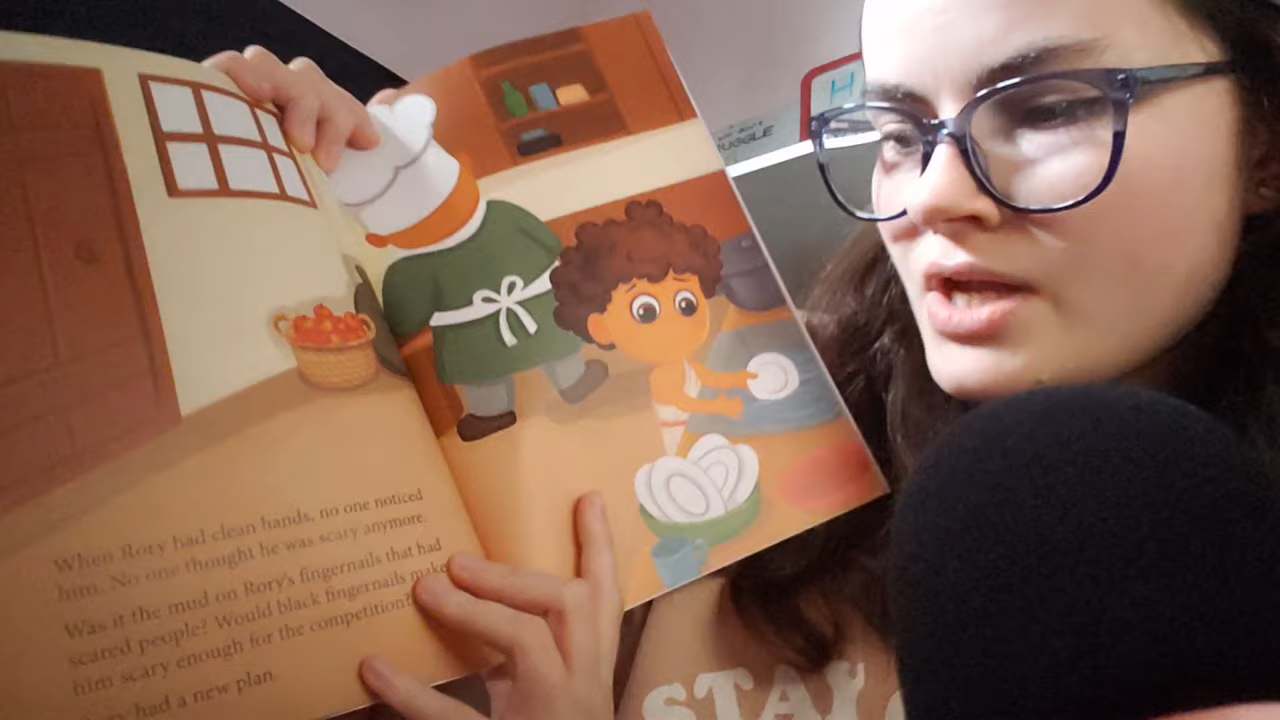 When Rory had clean hands, no one noticed
him. No one thought he was scary anymore.
Was it the mud on Rory's fingernails that had
scared people? Would black fingernails make
him scary enough for the competition?
had a new plan.
H
STAY